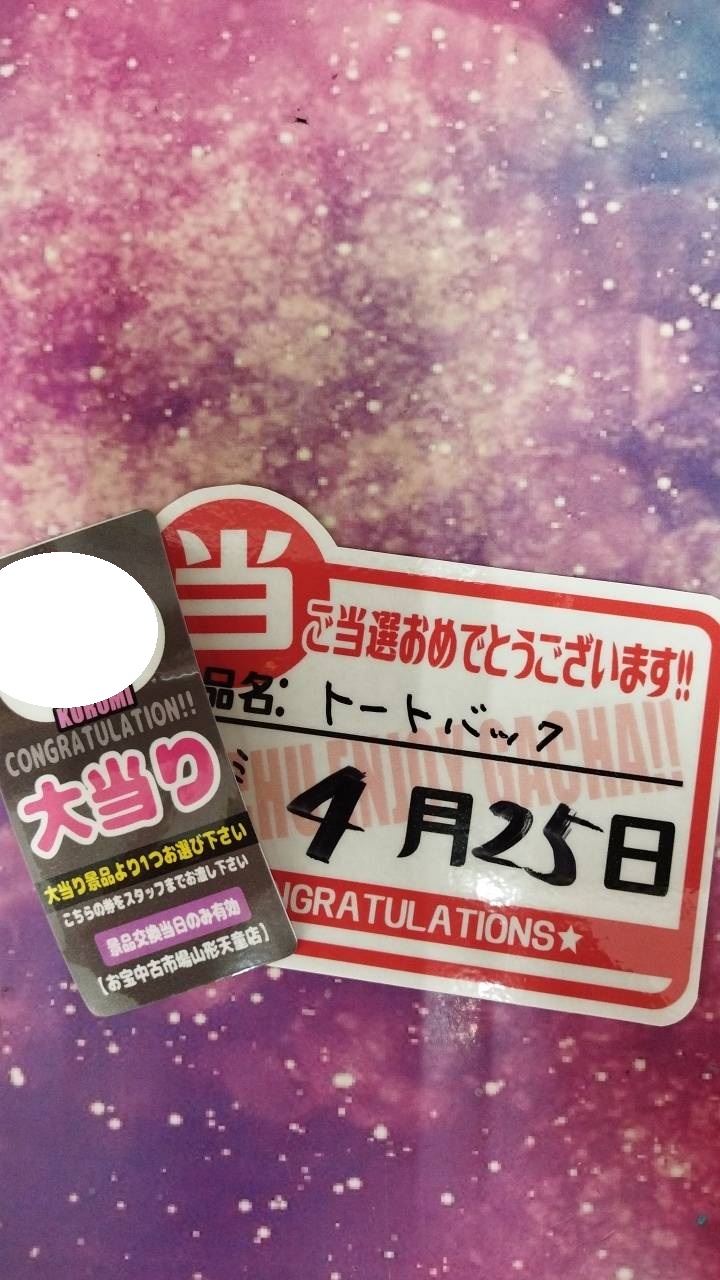 KURUMI
CONGRATULATION!!
大当り
大当り景品より1つお選び下さい
こちらの券をスタッフまでお渡し下さい
景品交換当日のみ有効
【お宝中古市場山形天童店】
当
ご当選おめでとうございます!!
品名: トートバック
ENJOY GACHA!!
4月25日
NGRATULATIONS★